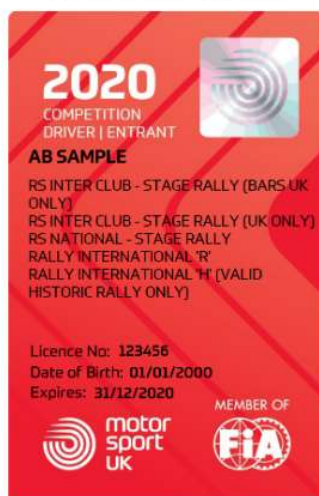 2020
COMPETITION
DRIVER | ENTRANT
AB SAMPLE
RS INTER CLUB - STAGE RALLY (BARS UK
ONLY)
RS INTER CLUB - STAGE RALLY (UK ONLY)
RS NATIONAL - STAGE RALLY
RALLY INTERNATIONAL 'R'
RALLY INTERNATIONAL 'H' (VALID
HISTORIC RALLY ONLY)
Licence No: 123456
Date of Birth: 01/01/2000
Expires: 31/12/2020
MEMBER OF
motor
sport
UK
FiA